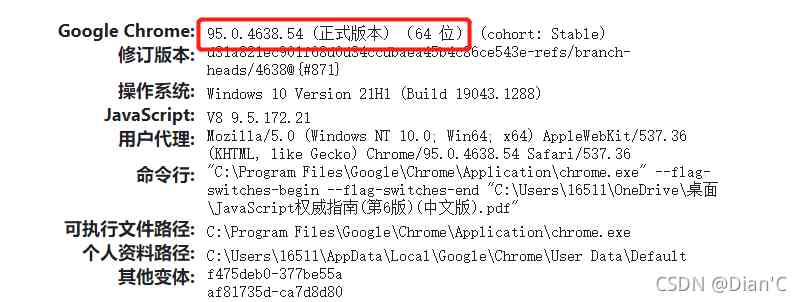 Google Chrome: 95.0.4638.54 (正式版本) (64 位) (cohort: Stable)
修订版本: d31a821ec901f68d0d34ccdbaea45b4c86ce543e-refs/branch-
heads/4638@{#871}
操作系统: Windows 10 Version 21H1 (Build 19043.1288)
JavaScript: V8 9.5.172.21
用户代理: Mozilla/5.0 (Windows NT 10.0; Win64; x64) AppleWebKit/537.36
(KHTML, like Gecko) Chrome/95.0.4638.54 Safari/537.36
命令行: "C:\Program Files\Google\Chrome\Application\chrome.exe" --flag-
switches-begin --flag-switches-end "C:\Users\16511\OneDrive\桌面
\JavaScript权威指南(第6版)(中文版).pdf"
可执行文件路径: C:\Program Files\Google\Chrome\Application\chrome.exe
个人资料路径: C:\Users\16511\AppData\Local\Google\Chrome\User Data\Default
其他变体: f475deb0-377be55a
af81735d-ca7d8d80
CSDN @Dian'C